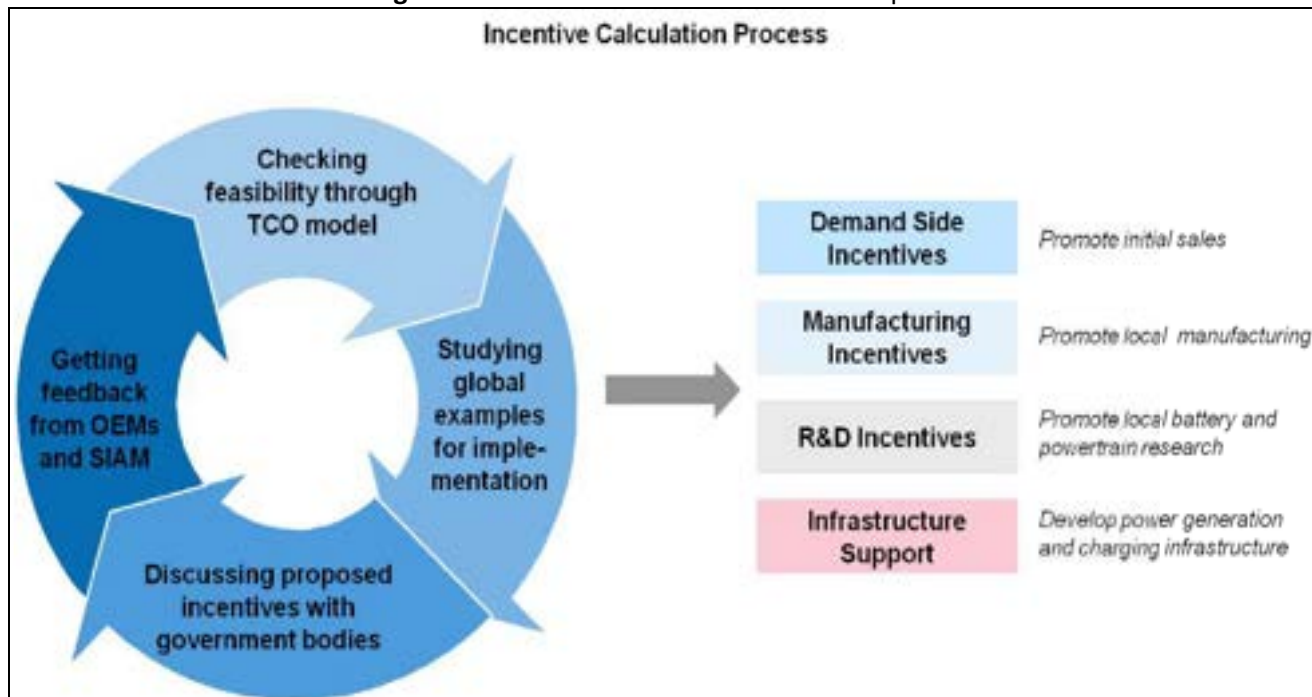 Incentive Calculation Process
Checking
feasibility through
TCO model
Studying
global
examples
for imple-
mentation
Discussing proposed
incentives with
government bodies
Getting
feedback
from OEMs
and SIAM
Demand Side
Incentives
Promote initial sales
Manufacturing
Incentives
Promote local manufacturing
R&D Incentives
Promote local battery and
powertrain research
Infrastructure
Support
Develop power generation
and charging infrastructure